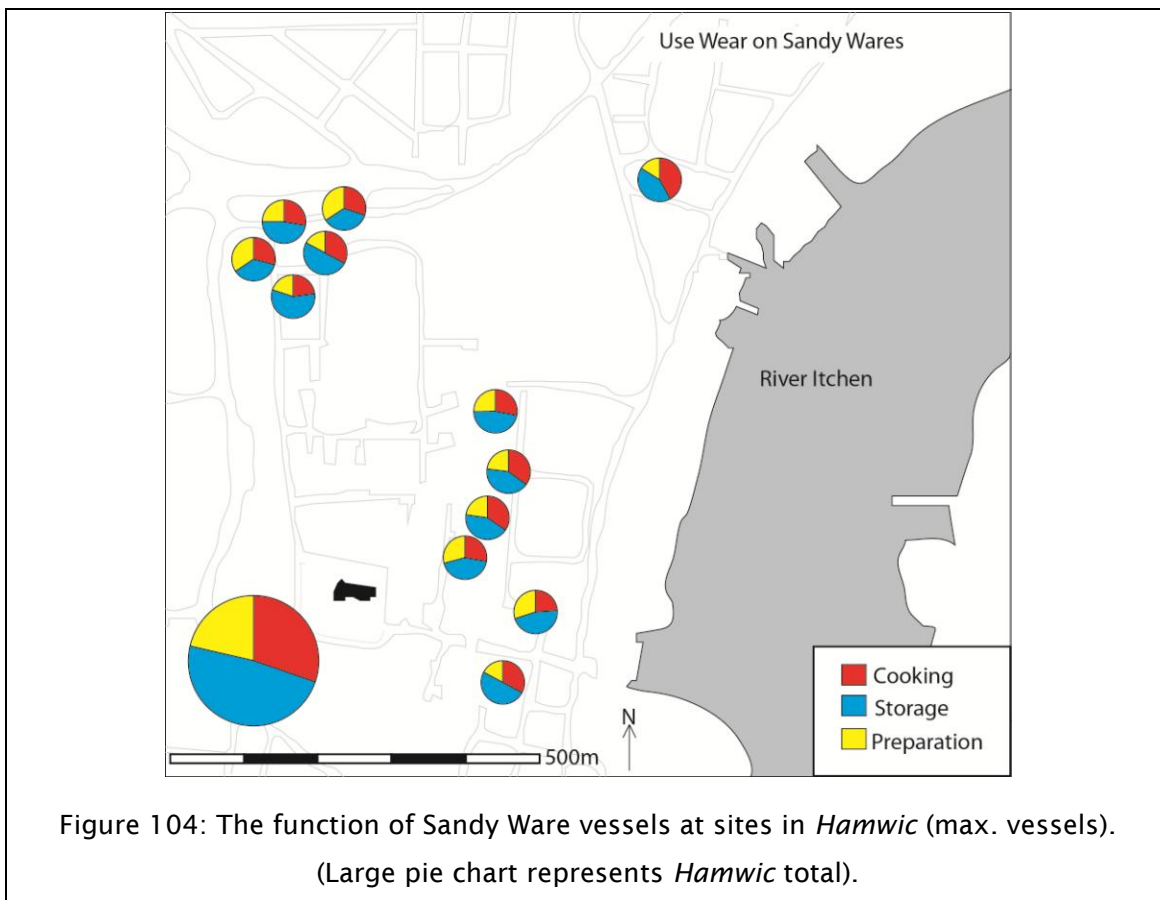 Use Wear on Sandy Wares
River Itchen
Cooking
Storage
Preparation
N
500m
Figure 104: The function of Sandy Ware vessels at sites in Hamwic (max. vessels).
(Large pie chart represents Hamwic total).